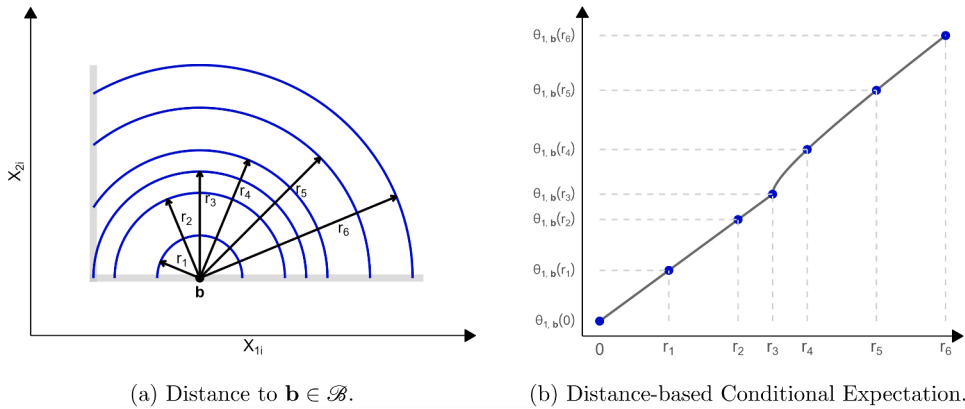 X₂ᵢ
r₁
r₂
r₃
r₄
r₅
r₆
b
X₁ᵢ
(a) Distance to b ∈ ℬ.
θ₁, b(r₆)
θ₁, b(r₅)
θ₁, b(r₄)
θ₁, b(r₃)
θ₁, b(r₂)
θ₁, b(r₁)
θ₁, b(0)
0 r₁ r₂ r₃ r₄ r₅ r₆
(b) Distance-based Conditional Expectation.